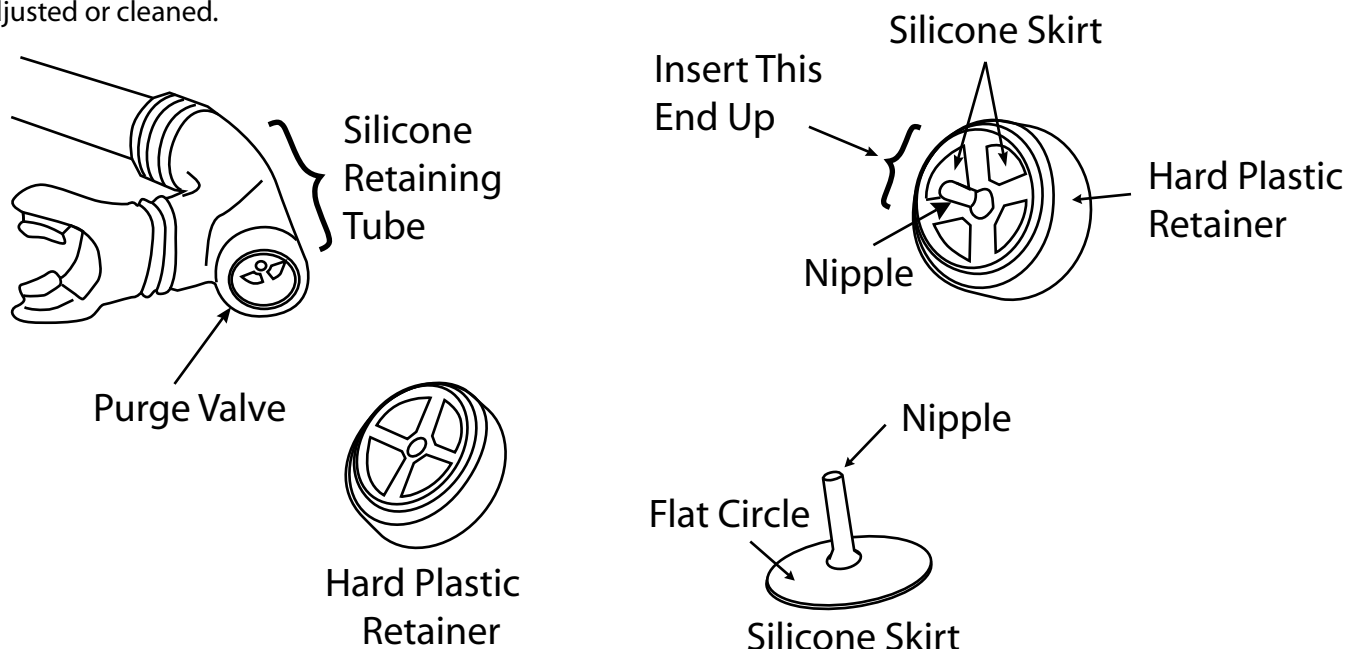 or cleaned.
Silicone
Retaining
Tube
Purge Valve
Silicone Skirt
Insert This
End Up
Hard Plastic
Retainer
Nipple
Hard Plastic
Retainer
Nipple
Flat Circle
Silicone Skirt